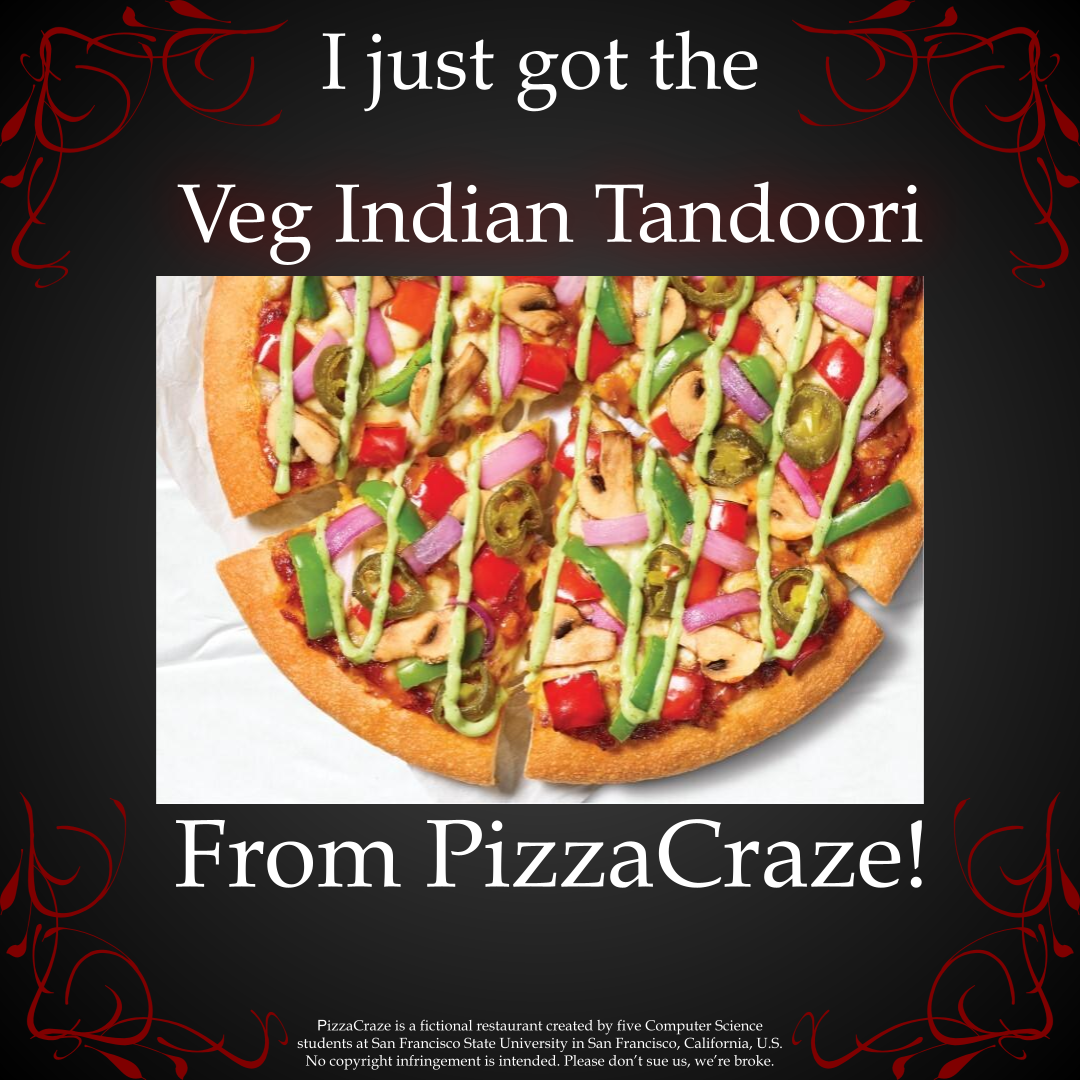 I just got the
Veg Indian Tandoori
From PizzaCraze!
PizzaCraze is a fictional restaurant created by five Computer Science
students at San Francisco State University in San Francisco, California, U.S.
No copyright infringement is intended. Please don’t sue us, we’re broke.